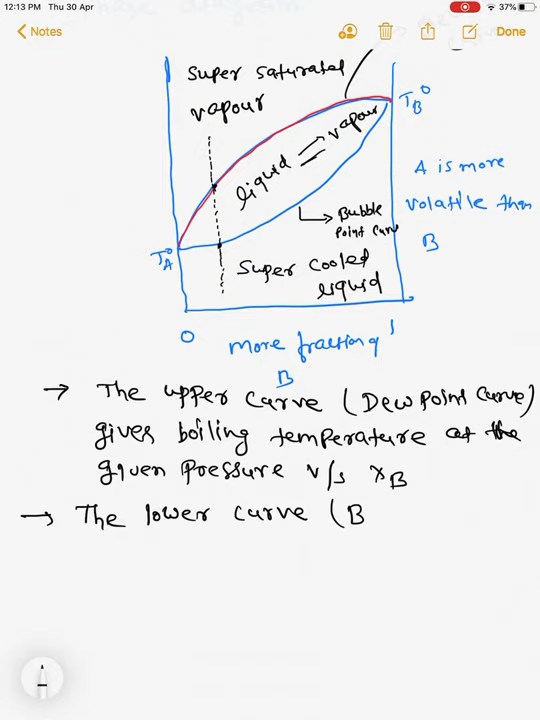 12:13 PM Thu 30 Apr
37%
Notes
Done
Super saturated
vapour
T°B
liquid ⇌ vapour
A is more
volatile then
B
Bubble
Point Curve
T°A
Super Cooled
liquid
0
1
more fraction of
B
→ The upper curve (Dew Point Curve)
gives boiling temperature at the
given Pressure v/s xB
→ The lower curve (B